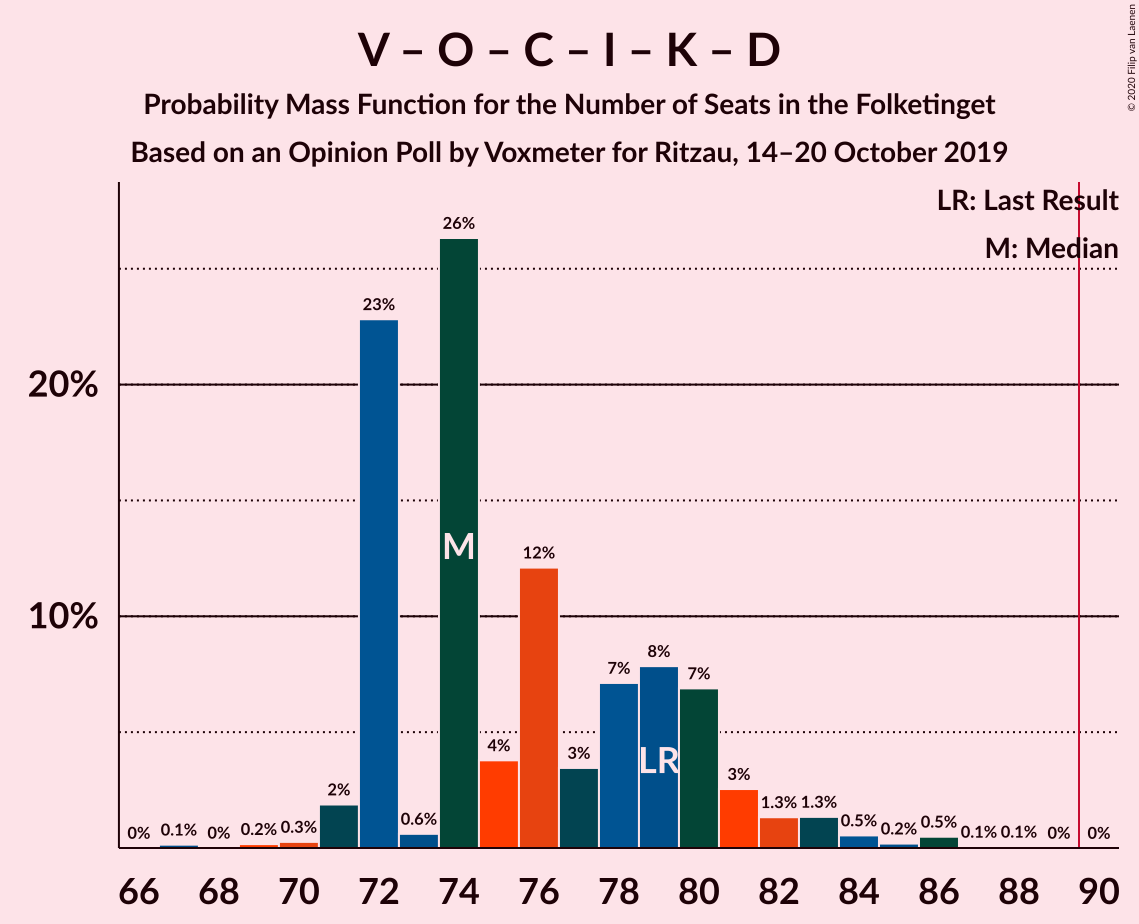 V – O – C – I – K – D
Probability Mass Function for the Number of Seats in the Folketinget
Based on an Opinion Poll by Voxmeter for Ritzau, 14–20 October 2019
© 2020 Filip van Laenen
LR: Last Result
M: Median
20%
10%
0% 0.1% 0% 0.2% 0.3% 2% 23% 0.6% 26% 4% 12% 3% 7% 8% 7% 3% 1.3% 1.3% 0.5% 0.2% 0.5% 0.1% 0.1% 0% 0%
M
LR
66 68 70 72 74 76 78 80 82 84 86 88 90